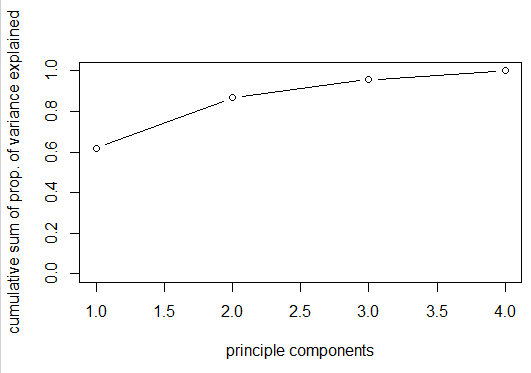 cumulative sum of prop. of variance explained
1.0
0.8
0.6
0.4
0.2
0.0
1.0 1.5 2.0 2.5 3.0 3.5 4.0
principle components